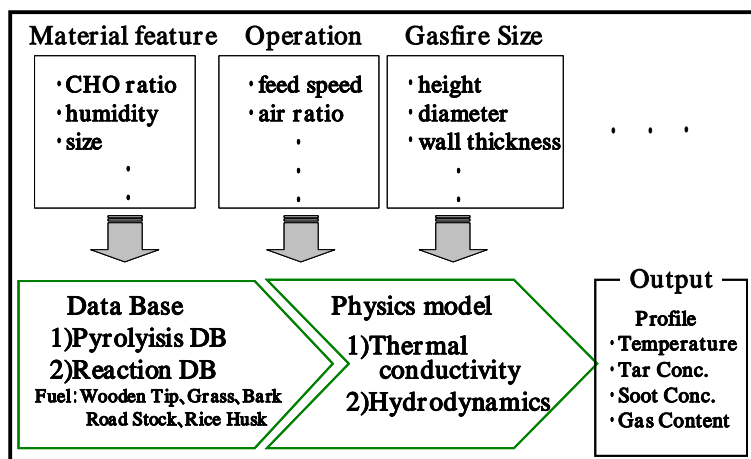 Material feature
・CHO ratio
・humidity
・size
・
・
Operation
・feed speed
・air ratio
・
・
・
Gasfire Size
・height
・diameter
・wall thickness
・
・
・ ・ ・
Data Base
1)Pyrolyisis DB
2)Reaction DB
Fuel:Wooden Tip、Grass、Bark
Road Stock、Rice Husk
Physics model
1)Thermal
conductivity
2)Hydrodynamics
Output
Profile
・Temperature
・Tar Conc.
・Soot Conc.
・Gas Content